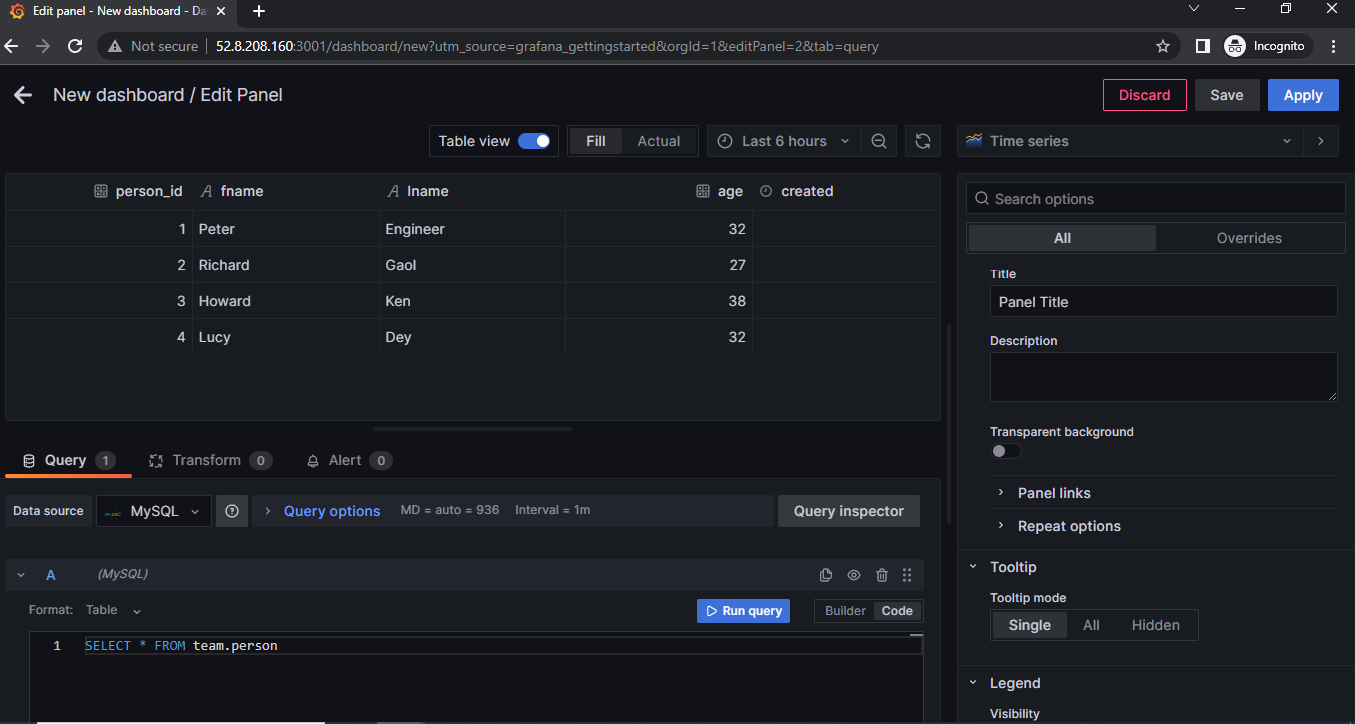 Edit panel - New dashboard - Da
Not secure 52.8.208.160:3001/dashboard/new?utm_source=grafana_gettingstarted&orgId=1&editPanel=2&tab=query Incognito
New dashboard / Edit Panel Discard Save Apply
Table view Fill Actual Last 6 hours Time series
person_id fname lname age created
1 Peter Engineer 32
2 Richard Gaol 27
3 Howard Ken 38
4 Lucy Dey 32
Search options
All Overrides
Title
Panel Title
Description
Transparent background
Panel links
Repeat options
Tooltip
Tooltip mode
Single All Hidden
Legend
Visibility
Query 1 Transform 0 Alert 0
Data source MySQL Query options MD = auto = 936 Interval = 1m Query inspector
A (MySQL)
Format: Table Run query Builder Code
1 SELECT * FROM team.person